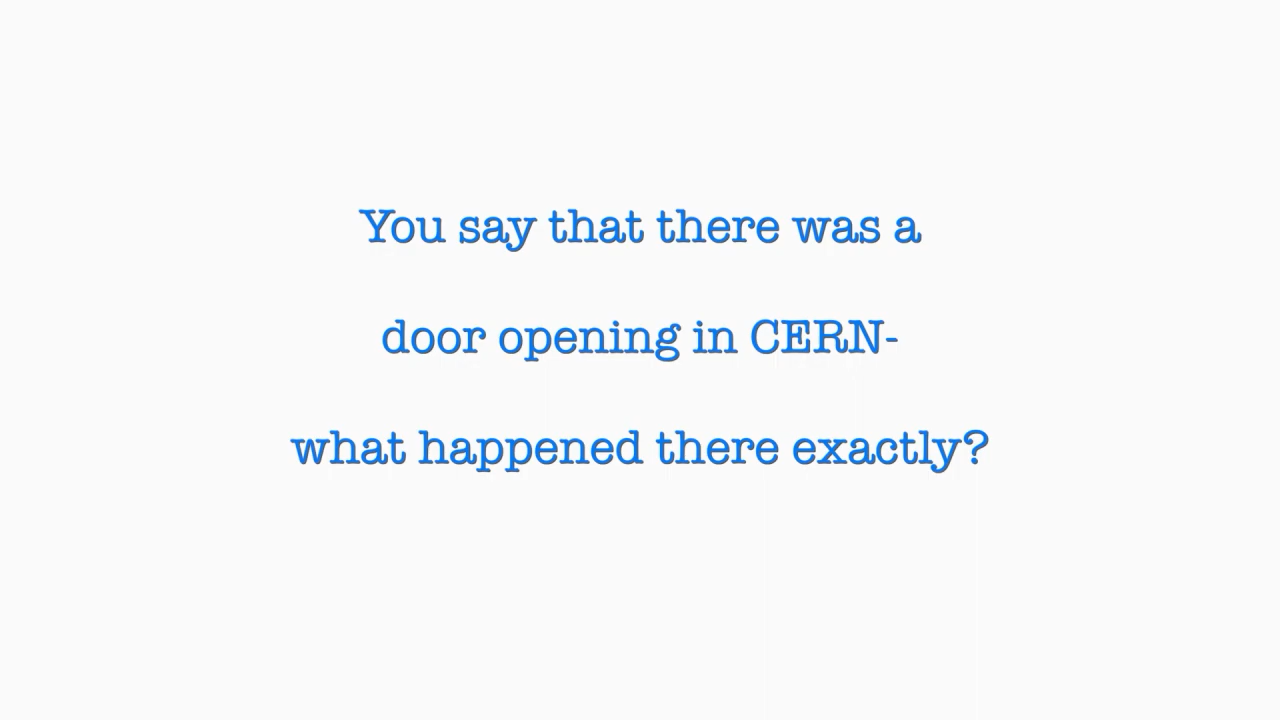 You say that there was a
door opening in CERN-
what happened there exactly?